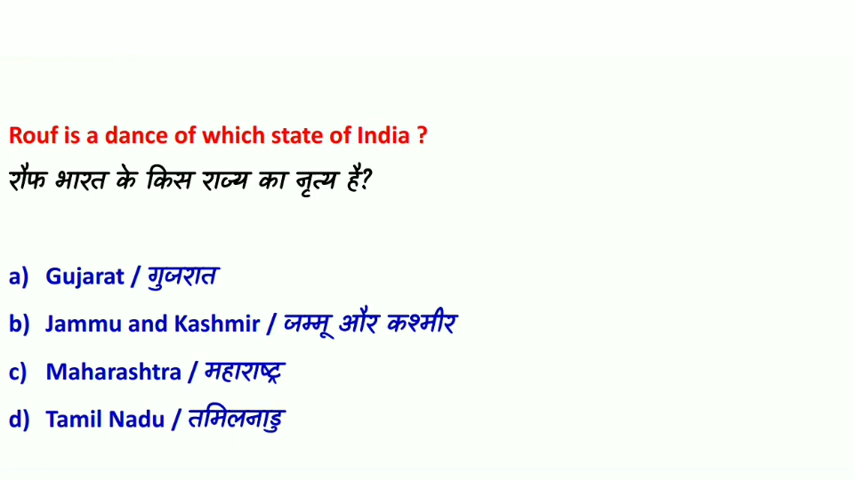 Rouf is a dance of which state of India ?
रौफ भारत के किस राज्य का नृत्य है?
a) Gujarat / गुजरात
b) Jammu and Kashmir / जम्मू और कश्मीर
c) Maharashtra / महाराष्ट्र
d) Tamil Nadu / तमिलनाडु